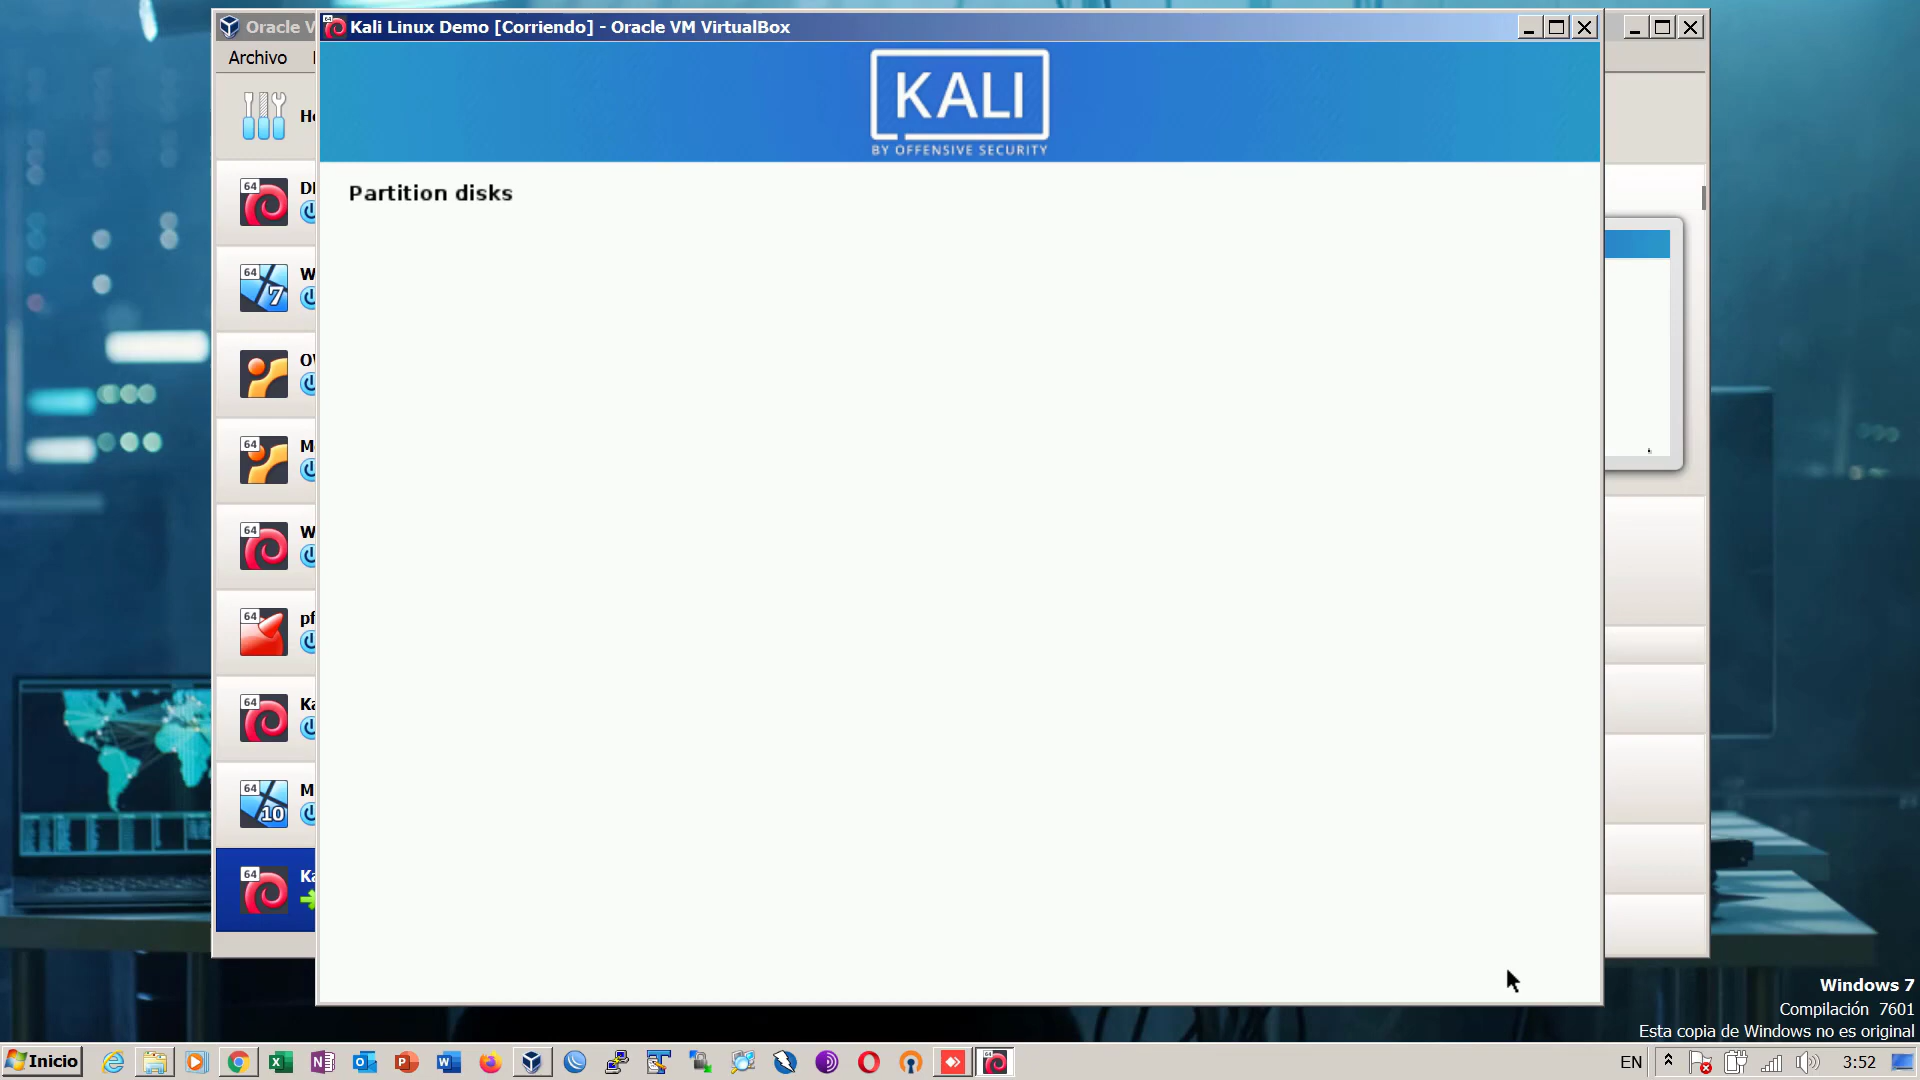 Oracle V
Kali Linux Demo [Corriendo] - Oracle VM VirtualBox
Archivo
KALI
BY OFFENSIVE SECURITY
Partition disks
64
64
7
64
64
64
64
64
10
64
Windows 7
Compilación 7601
Esta copia de Windows no es original
Inicio
EN
3:52